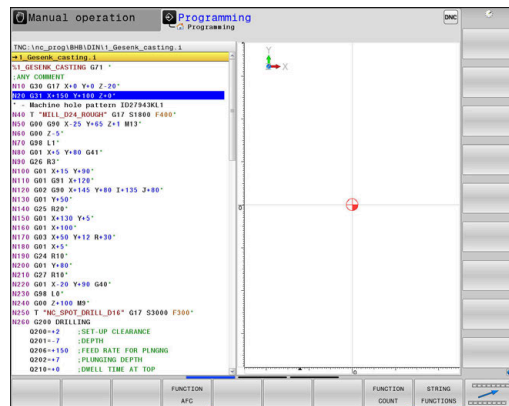 Manual operation
Programming
Programming
DNC
TNC:\nc_prog\BHB\DIN\1_Gesenk_casting.i
→1_Gesenk_casting.i
%1_GESENK_CASTING G71 *
;ANY COMMENT
N10 G30 G17 X+0 Y+0 Z-20*
N20 G31 X+150 Y+100 Z+0*
* - Machine hole pattern ID27943KL1
N40 T "MILL_D24_ROUGH" G17 S1800 F400*
N50 G00 G90 X-25 Y+65 Z+1 M13*
N60 G00 Z-5*
N70 G98 L1*
N80 G01 X+5 Y+80 G41*
N90 G26 R3*
N100 G01 X+15 Y+90*
N110 G01 G91 X+120*
N120 G02 G90 X+145 Y+80 I+135 J+80*
N130 G01 Y+50*
N140 G25 R20*
N150 G01 X+130 Y+5*
N160 G01 X+100*
N170 G03 X+50 Y+12 R+30*
N180 G01 X+5*
N190 G24 R10*
N200 G01 Y+80*
N210 G27 R10*
N220 G01 X-20 Y+90 G40*
N230 G98 L0*
N240 G00 Z+100 M9*
N250 T "NC_SPOT_DRILL_D16" G17 S3000 F300*
N260 G200 DRILLING
Q200=+2 ;SET-UP CLEARANCE
Q201=-7 ;DEPTH
Q206=+150 ;FEED RATE FOR PLNGNG
Q202=+7 ;PLUNGING DEPTH
Q210=+0 ;DWELL TIME AT TOP
Y
X
0
0
FUNCTION
AFC
FUNCTION
COUNT
STRING
FUNCTIONS